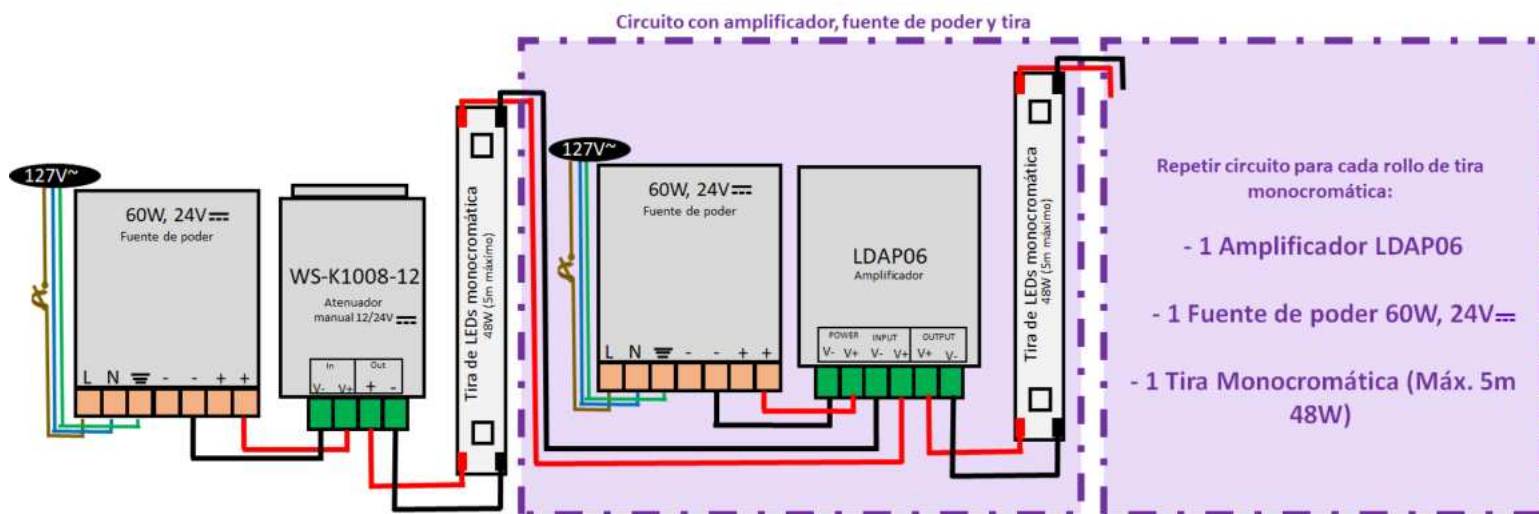 Circuito con amplificador, fuente de poder y tira
127V~
60W, 24V
Fuente de poder
L N - - + +
WS-K1008-12
Atenuador
manual 12/24V
In Out
V- V+ + -
Tira de LEDs monocromática
48W (5m máximo)
127V~
60W, 24V
Fuente de poder
L N - - + +
LDAP06
Amplificador
POWER INPUT OUTPUT
V- V+ V- V+ V+ V-
Tira de LEDs monocromática
48W (5m máximo)
Repetir circuito para cada rollo de tira
monocromática:
- 1 Amplificador LDAP06
- 1 Fuente de poder 60W, 24V
- 1 Tira Monocromática (Máx. 5m
48W)